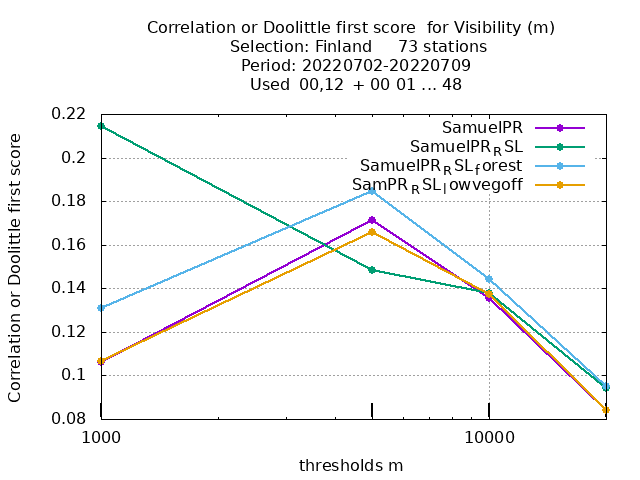 Correlation or Doolittle first score  for Visibility (m)
Selection: Finland     73 stations
Period: 20220702-20220709
Used  00,12  + 00 01 ... 48
Correlation or Doolittle first score
0.22
0.2
0.18
0.16
0.14
0.12
0.1
0.08
SamuelPR
SamuelPR_RSL
SamuelPR_RSL_forest
SamPR_RSL_lowvegoff
1000
10000
thresholds m